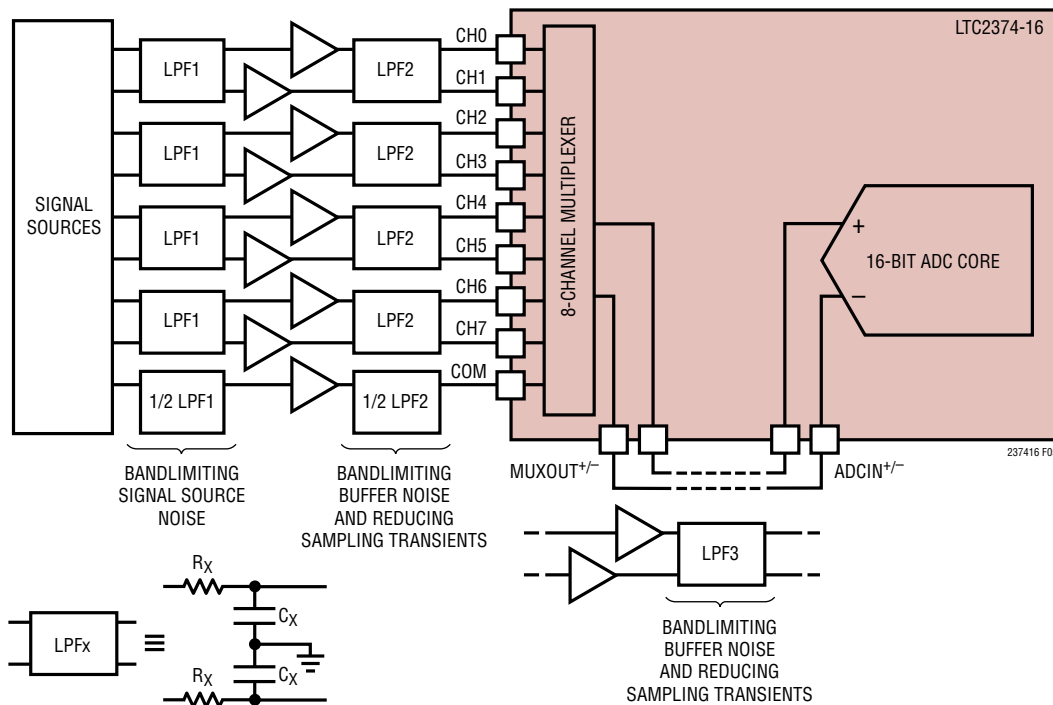 LTC2374-16
SIGNAL
SOURCES
LPF1
LPF1
LPF1
LPF1
1/2 LPF1
LPF2
LPF2
LPF2
LPF2
1/2 LPF2
CH0
CH1
CH2
CH3
CH4
CH5
CH6
CH7
COM
8-CHANNEL MULTIPLEXER
+
–
16-BIT ADC CORE
BANDLIMITING
SIGNAL SOURCE
NOISE
BANDLIMITING
BUFFER NOISE
AND REDUCING
SAMPLING TRANSIENTS
MUXOUT+/–
ADCIN+/–
LPF3
BANDLIMITING
BUFFER NOISE
AND REDUCING
SAMPLING TRANSIENTS
LPFx
≡
RX
CX
CX
RX